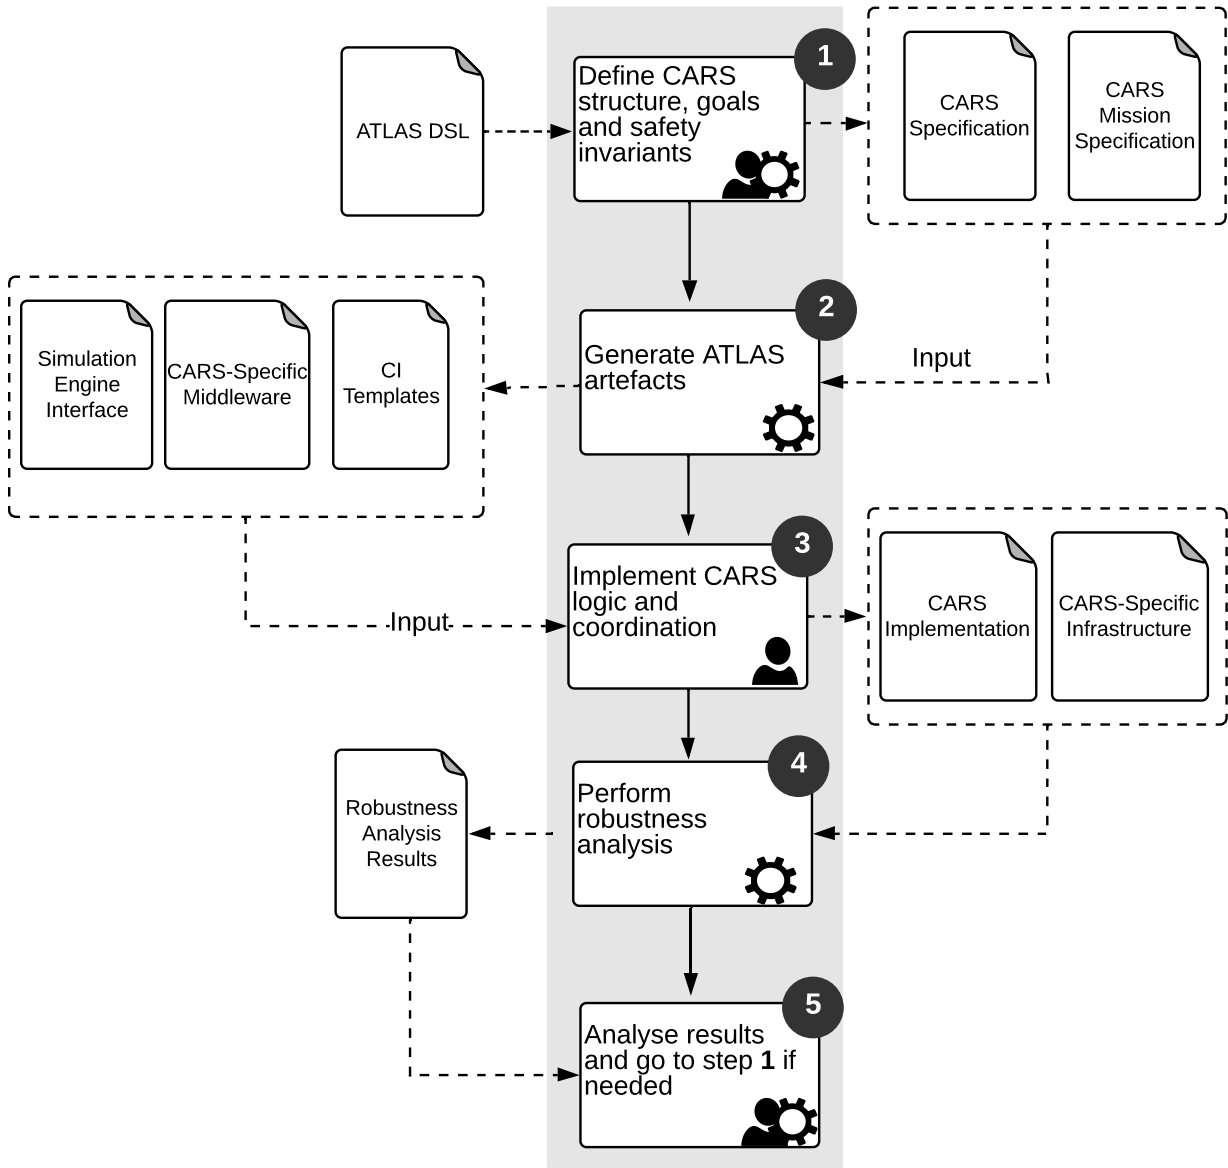 ATLAS DSL
1
Define CARS
structure, goals
and safety
invariants
CARS
Specification
CARS
Mission
Specification
Simulation
Engine
Interface
CARS-Specific
Middleware
CI
Templates
2
Generate ATLAS
artefacts
Input
Input
3
Implement CARS
logic and
coordination
CARS
Implementation
CARS-Specific
Infrastructure
Robustness
Analysis
Results
4
Perform
robustness
analysis
5
Analyse results
and go to step 1 if
needed